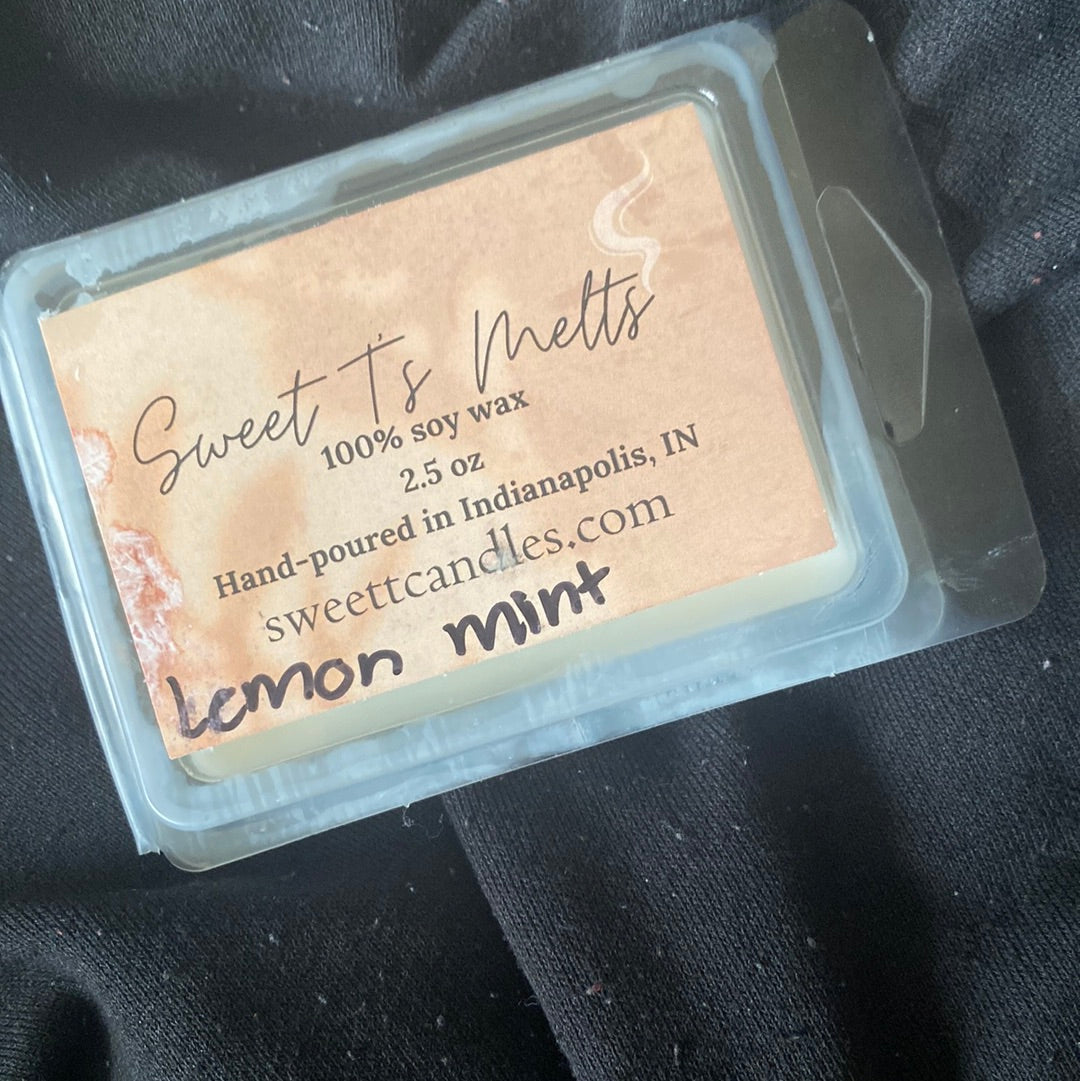 Sweet T's Melts
100% soy wax
2.5 oz
Hand-poured in Indianapolis, IN
sweettcandles.com
Lemon mint